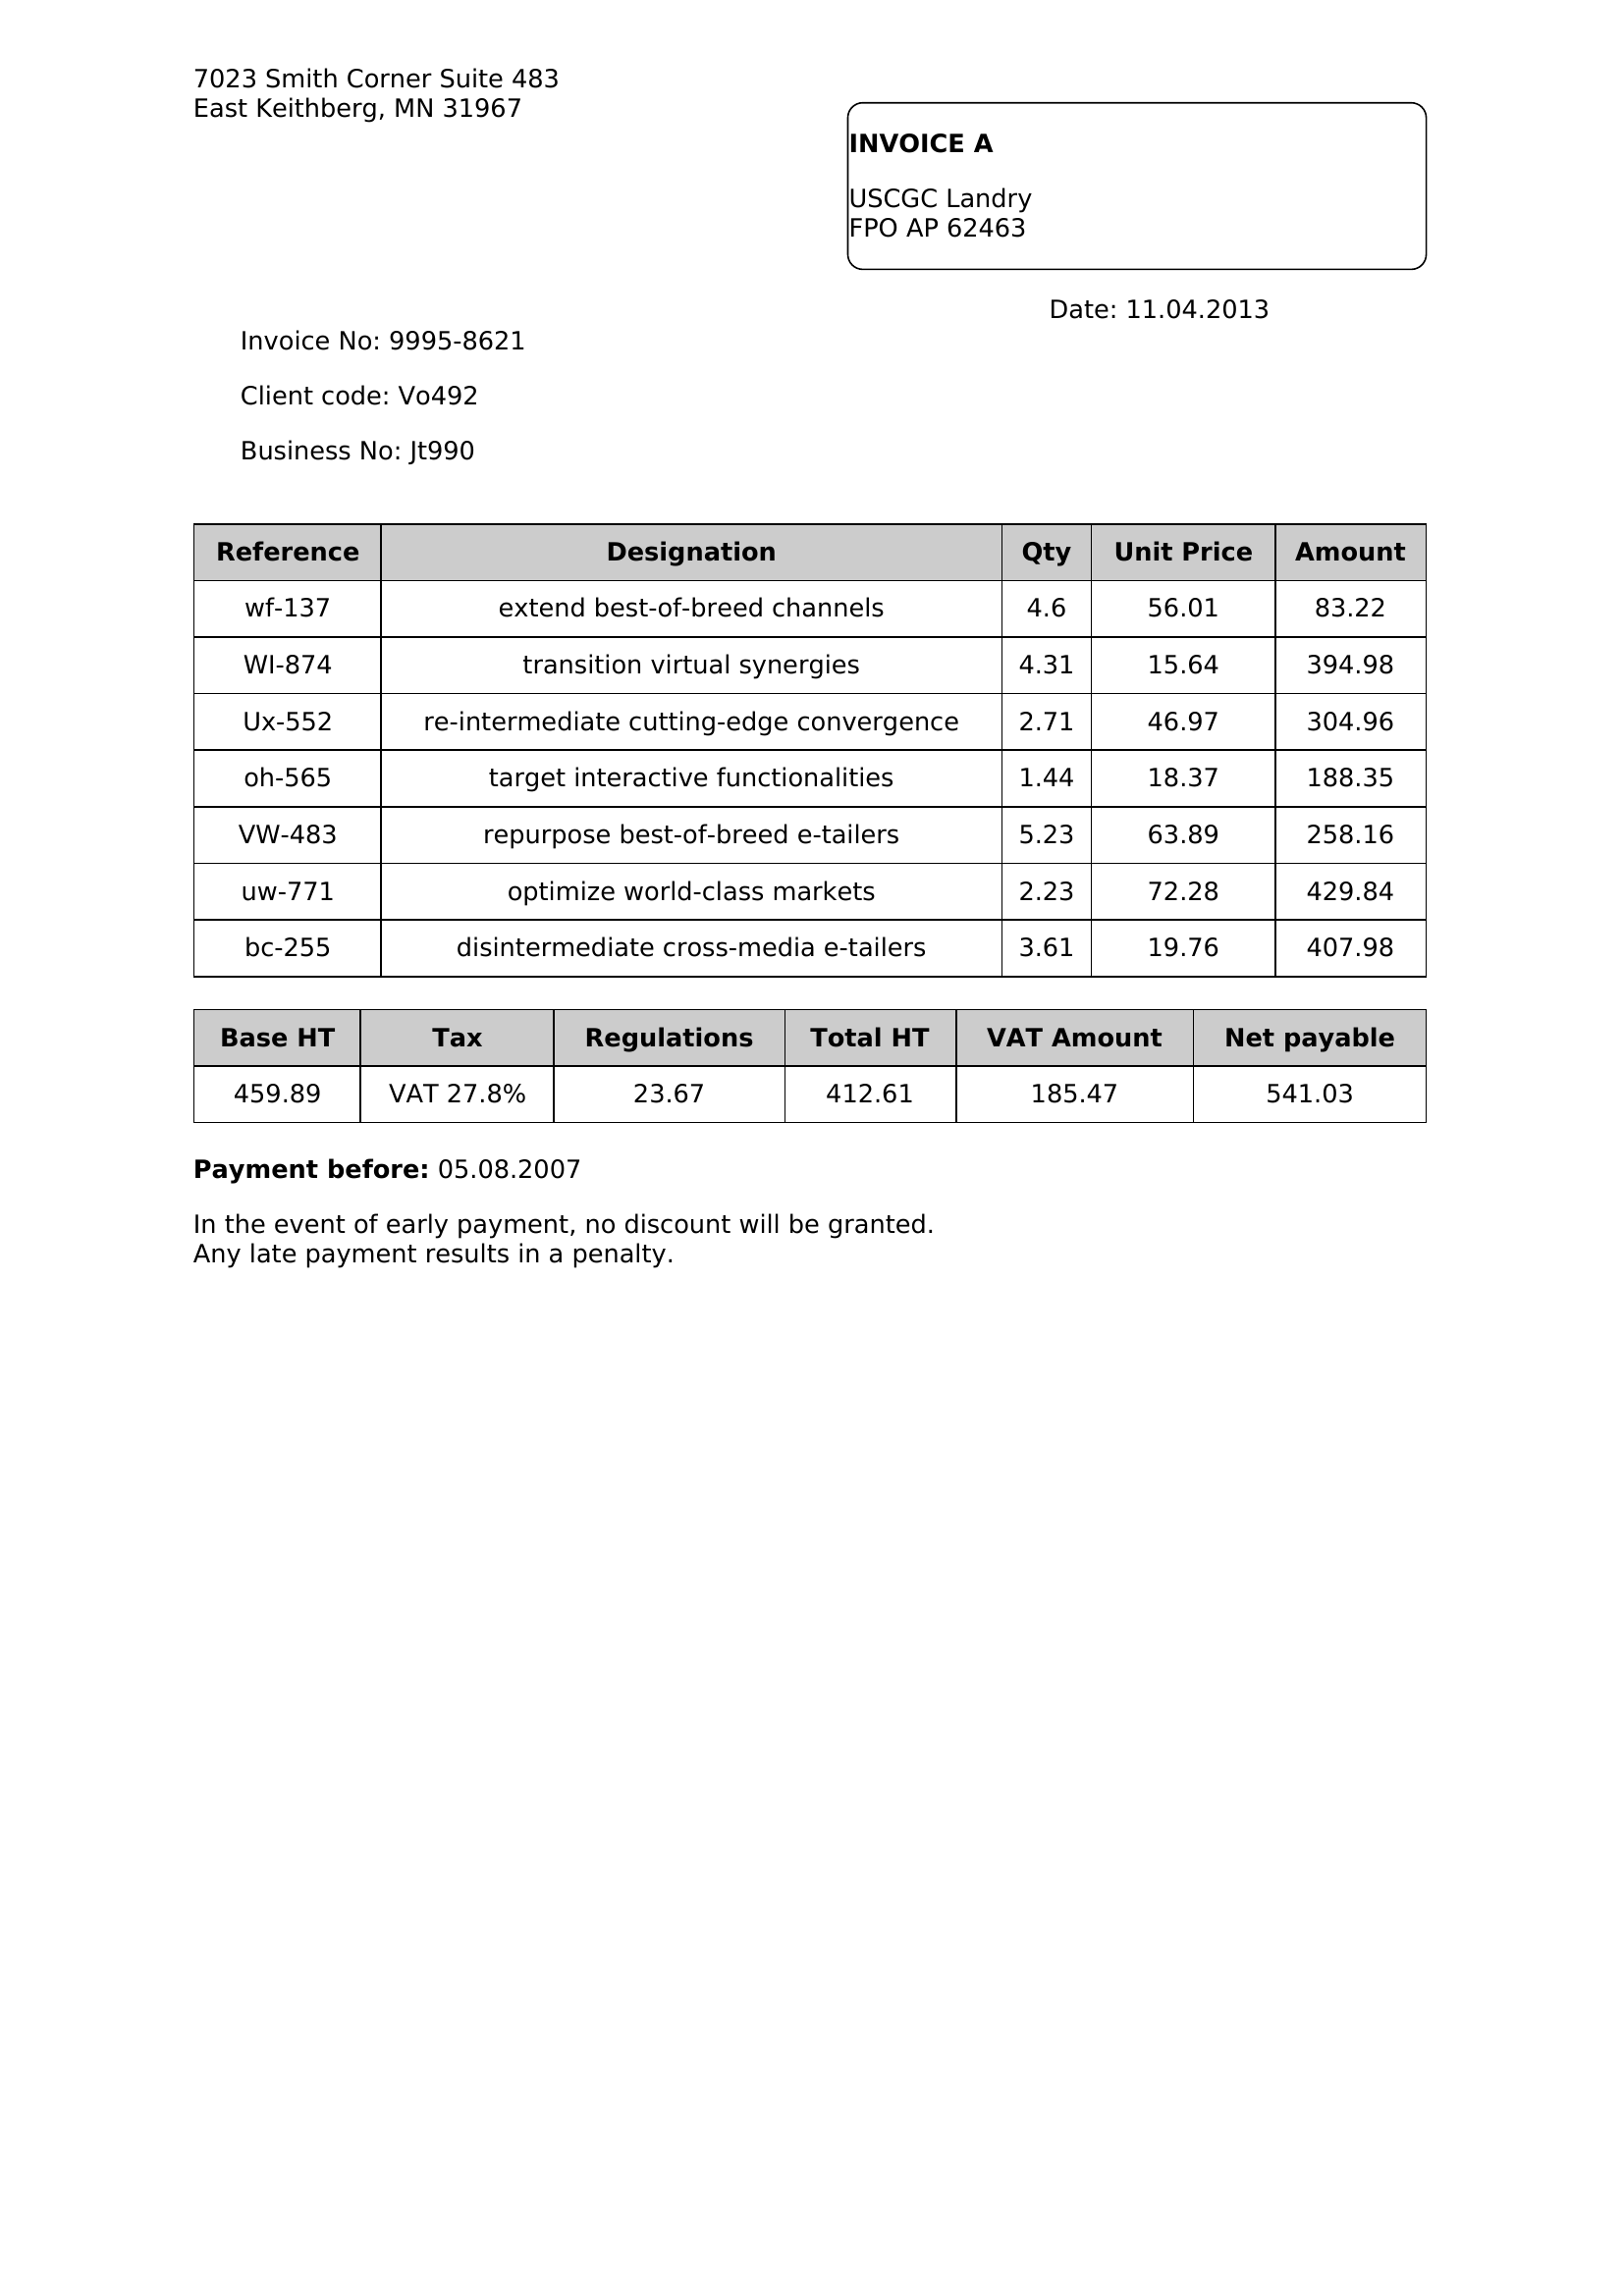 7023 Smith Corner Suite 483
East Keithberg, MN 31967
INVOICE A
USCGC Landry
FPO AP 62463
Date: 11.04.2013
Invoice No: 9995-8621
Client code: Vo492
Business No: Jt990
Reference Designation Qty Unit Price Amount
wf-137 extend best-of-breed channels 4.6 56.01 83.22
WI-874 transition virtual synergies 4.31 15.64 394.98
Ux-552 re-intermediate cutting-edge convergence 2.71 46.97 304.96
oh-565 target interactive functionalities 1.44 18.37 188.35
VW-483 repurpose best-of-breed e-tailers 5.23 63.89 258.16
uw-771 optimize world-class markets 2.23 72.28 429.84
bc-255 disintermediate cross-media e-tailers 3.61 19.76 407.98
Base HT Tax Regulations Total HT VAT Amount Net payable
459.89 VAT 27.8% 23.67 412.61 185.47 541.03
Payment before: 05.08.2007
In the event of early payment, no discount will be granted.
Any late payment results in a penalty.